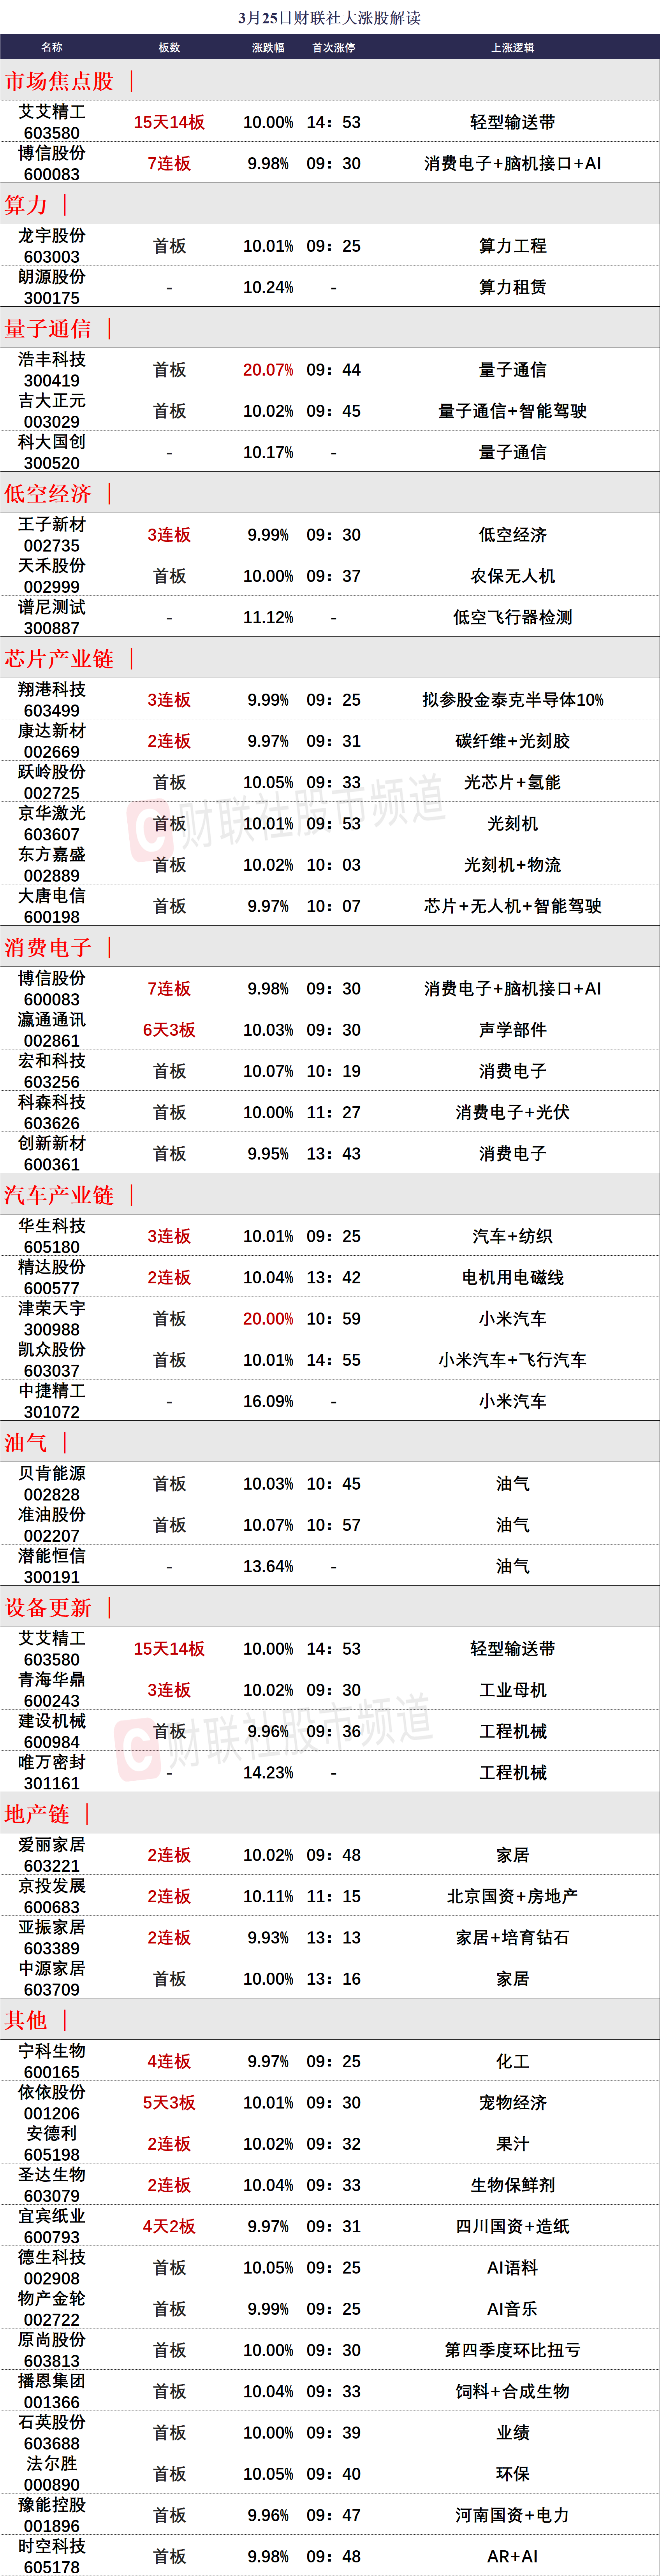 3月25日财联社大涨股解读
名称 板数 涨跌幅 首次涨停 上涨逻辑
市场焦点股 |
艾艾精工
603580 15天14板 10.00% 14：53 轻型输送带
博信股份
600083 7连板 9.98% 09：30 消费电子+脑机接口+AI
算力 |
龙宇股份
603003 首板 10.01% 09：25 算力工程
朗源股份
300175 - 10.24% - 算力租赁
量子通信 |
浩丰科技
300419 首板 20.07% 09：44 量子通信
吉大正元
003029 首板 10.02% 09：45 量子通信+智能驾驶
科大国创
300520 - 10.17% - 量子通信
低空经济 |
王子新材
002735 3连板 9.99% 09：30 低空经济
天禾股份
002999 首板 10.00% 09：37 农保无人机
谱尼测试
300887 - 11.12% - 低空飞行器检测
芯片产业链 |
翔港科技
603499 3连板 9.99% 09：25 拟参股金泰克半导体10%
康达新材
002669 2连板 9.97% 09：31 碳纤维+光刻胶
跃岭股份
002725 首板 10.05% 09：33 光芯片+氢能
京华激光
603607 首板 10.01% 09：53 光刻机
东方嘉盛
002889 首板 10.02% 10：03 光刻机+物流
大唐电信
600198 首板 9.97% 10：07 芯片+无人机+智能驾驶
财联社股市频道
消费电子 |
博信股份
600083 7连板 9.98% 09：30 消费电子+脑机接口+AI
瀛通通讯
002861 6天3板 10.03% 09：30 声学部件
宏和科技
603256 首板 10.07% 10：19 消费电子
科森科技
603626 首板 10.00% 11：27 消费电子+光伏
创新新材
600361 首板 9.95% 13：43 消费电子
汽车产业链 |
华生科技
605180 3连板 10.01% 09：25 汽车+纺织
精达股份
600577 2连板 10.04% 13：42 电机用电磁线
津荣天宇
300988 首板 20.00% 10：59 小米汽车
凯众股份
603037 首板 10.01% 14：55 小米汽车+飞行汽车
中捷精工
301072 - 16.09% - 小米汽车
油气 |
贝肯能源
002828 首板 10.03% 10：45 油气
准油股份
002207 首板 10.07% 10：57 油气
潜能恒信
300191 - 13.64% - 油气
设备更新 |
艾艾精工
603580 15天14板 10.00% 14：53 轻型输送带
青海华鼎
600243 3连板 10.02% 09：30 工业母机
建设机械
600984 首板 9.96% 09：36 工程机械
唯万密封
301161 - 14.23% - 工程机械
财联社股市频道
地产链 |
爱丽家居
603221 2连板 10.02% 09：48 家居
京投发展
600683 2连板 10.11% 11：15 北京国资+房地产
亚振家居
603389 2连板 9.93% 13：13 家居+培育钻石
中源家居
603709 首板 10.00% 13：16 家居
其他 |
宁科生物
600165 4连板 9.97% 09：25 化工
依依股份
001206 5天3板 10.01% 09：30 宠物经济
安德利
605198 2连板 10.02% 09：32 果汁
圣达生物
603079 2连板 10.04% 09：33 生物保鲜剂
宜宾纸业
600793 4天2板 9.97% 09：31 四川国资+造纸
德生科技
002908 首板 10.05% 09：25 AI语料
物产金轮
002722 首板 9.99% 09：25 AI音乐
原尚股份
603813 首板 10.00% 09：30 第四季度环比扭亏
播恩集团
001366 首板 10.04% 09：33 饲料+合成生物
石英股份
603688 首板 10.00% 09：39 业绩
法尔胜
000890 首板 10.05% 09：40 环保
豫能控股
001896 首板 9.96% 09：47 河南国资+电力
时空科技
605178 首板 9.98% 09：48 AR+AI